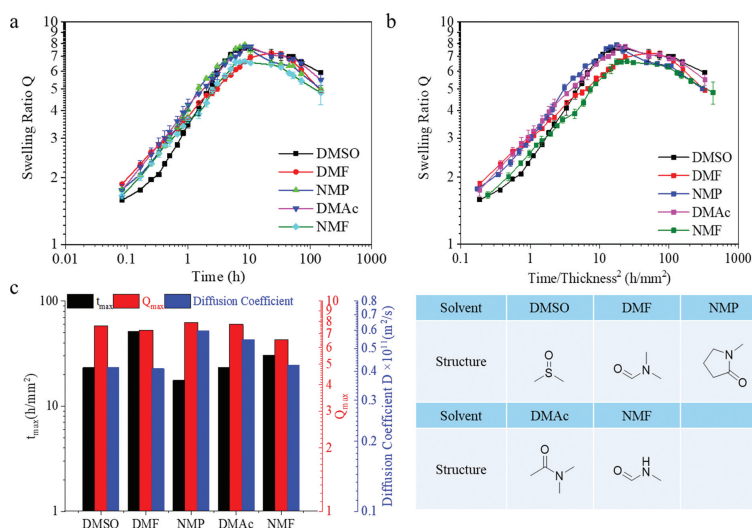 a
Swelling Ratio Q
10
9
8
7
6
5
4
3
2
1
DMSO
DMF
NMP
DMAc
NMF
0.01 0.1 1 10 100 1000
Time (h)
b
Swelling Ratio Q
10
9
8
7
6
5
4
3
2
1
DMSO
DMF
NMP
DMAc
NMF
0.1 1 10 100 1000
Time/Thickness² (h/mm²)
c
tmax Qmax Diffusion Coefficient
tmax(h/mm²)
100
10
1
Qmax
10
9
8
7
6
5
4
3
2
1
Diffusion Coefficient D ×10¹¹(m²/s)
0.8
0.7
0.6
0.5
0.4
0.3
0.2
0.1
DMSO DMF NMP DMAc NMF
Solvent DMSO DMF NMP
Structure
O
S
O
N
N
O
Solvent DMAc NMF
Structure
O
N
O
H
N